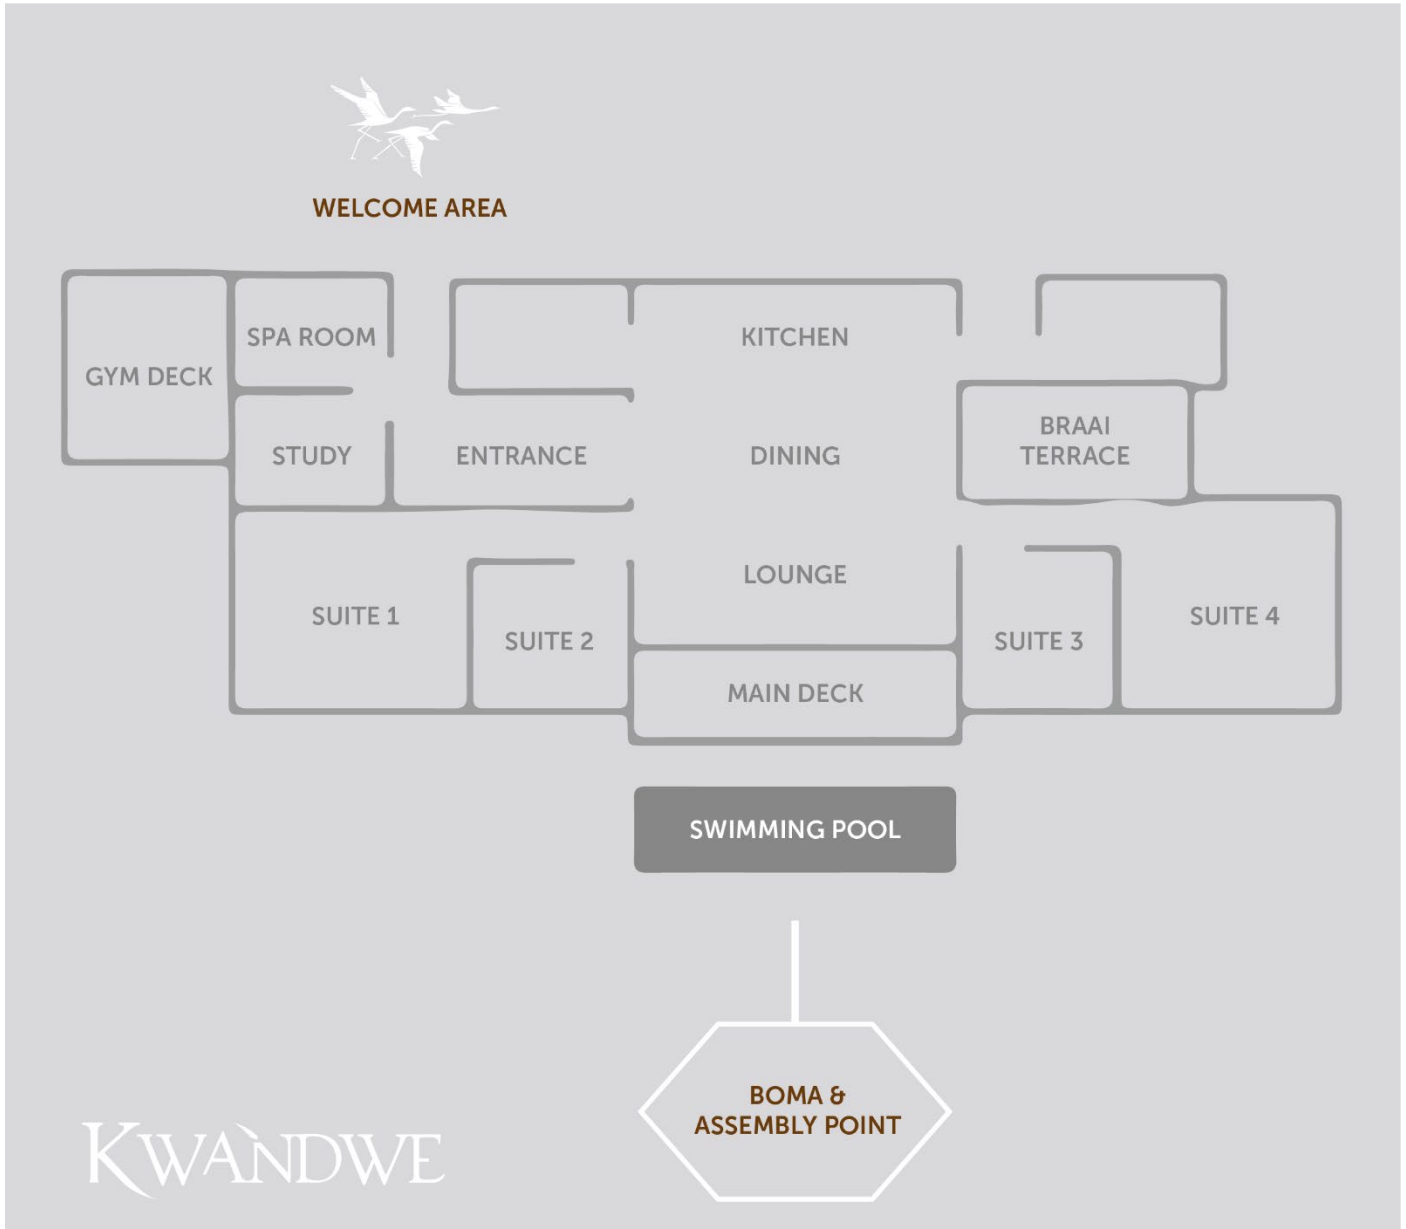 WELCOME AREA
SPA ROOM
KITCHEN
GYM DECK
BRAAI
TERRACE
STUDY
ENTRANCE
DINING
LOUNGE
SUITE 1
SUITE 2
SUITE 3
SUITE 4
MAIN DECK
SWIMMING POOL
BOMA &
ASSEMBLY POINT
KWANDWE